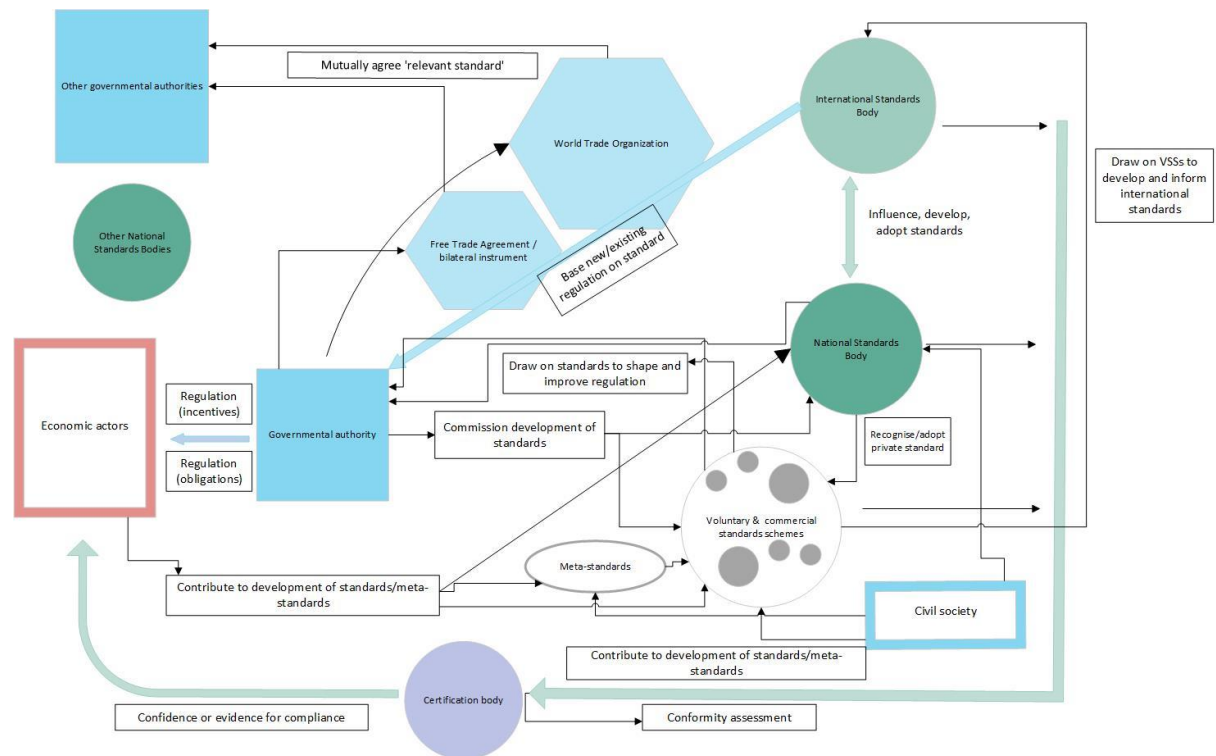 Other governmental authorities
Mutually agree 'relevant standard'
World Trade Organization
International Standards
Body
Draw on VSSs to
develop and inform
international
standards
Other National
Standards Bodies
Free Trade Agreement /
bilateral instrument
Base new/existing
regulation on standard
Influence, develop,
adopt standards
National Standards
Body
Draw on standards to shape and
improve regulation
Economic actors
Regulation
(incentives)
Regulation
(obligations)
Governmental authority
Commission development of
standards
Recognise/adopt
private standard
Voluntary & commercial
standards schemes
Meta-standards
Contribute to development of standards/meta-
standards
Civil society
Contribute to development of standards/meta-
standards
Certification body
Confidence or evidence for compliance
Conformity assessment